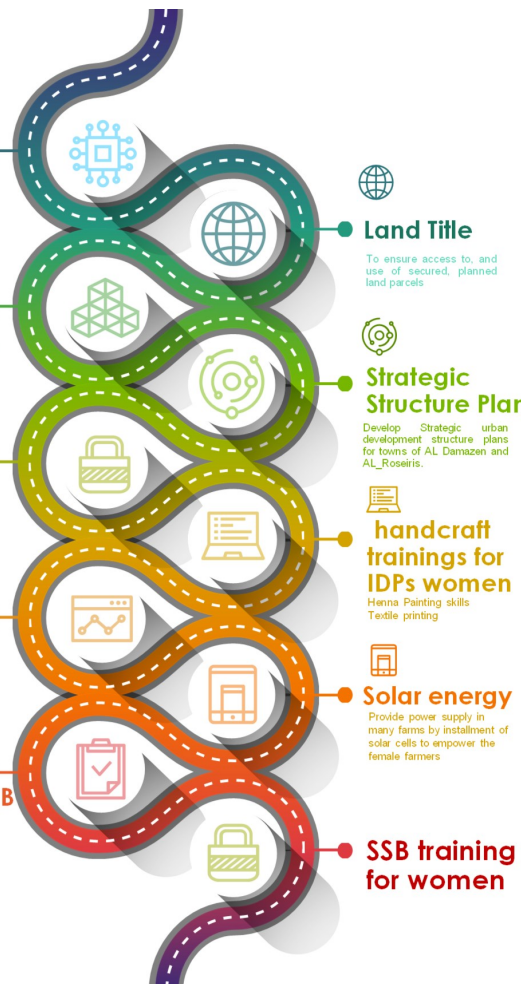 Land Title
To ensure access to, and
use of secured, planned
land parcels
Strategic
Structure Plan
Develop Strategic urban
development structure plans
for towns of AL Damazen and
AL_Roseiris.
handcraft
trainings for
IDPs women
Henna Painting skills
Textile printing
Solar energy
Provide power supply in
many farms by installment of
solar cells to empower the
female farmers
B
SSB training
for women